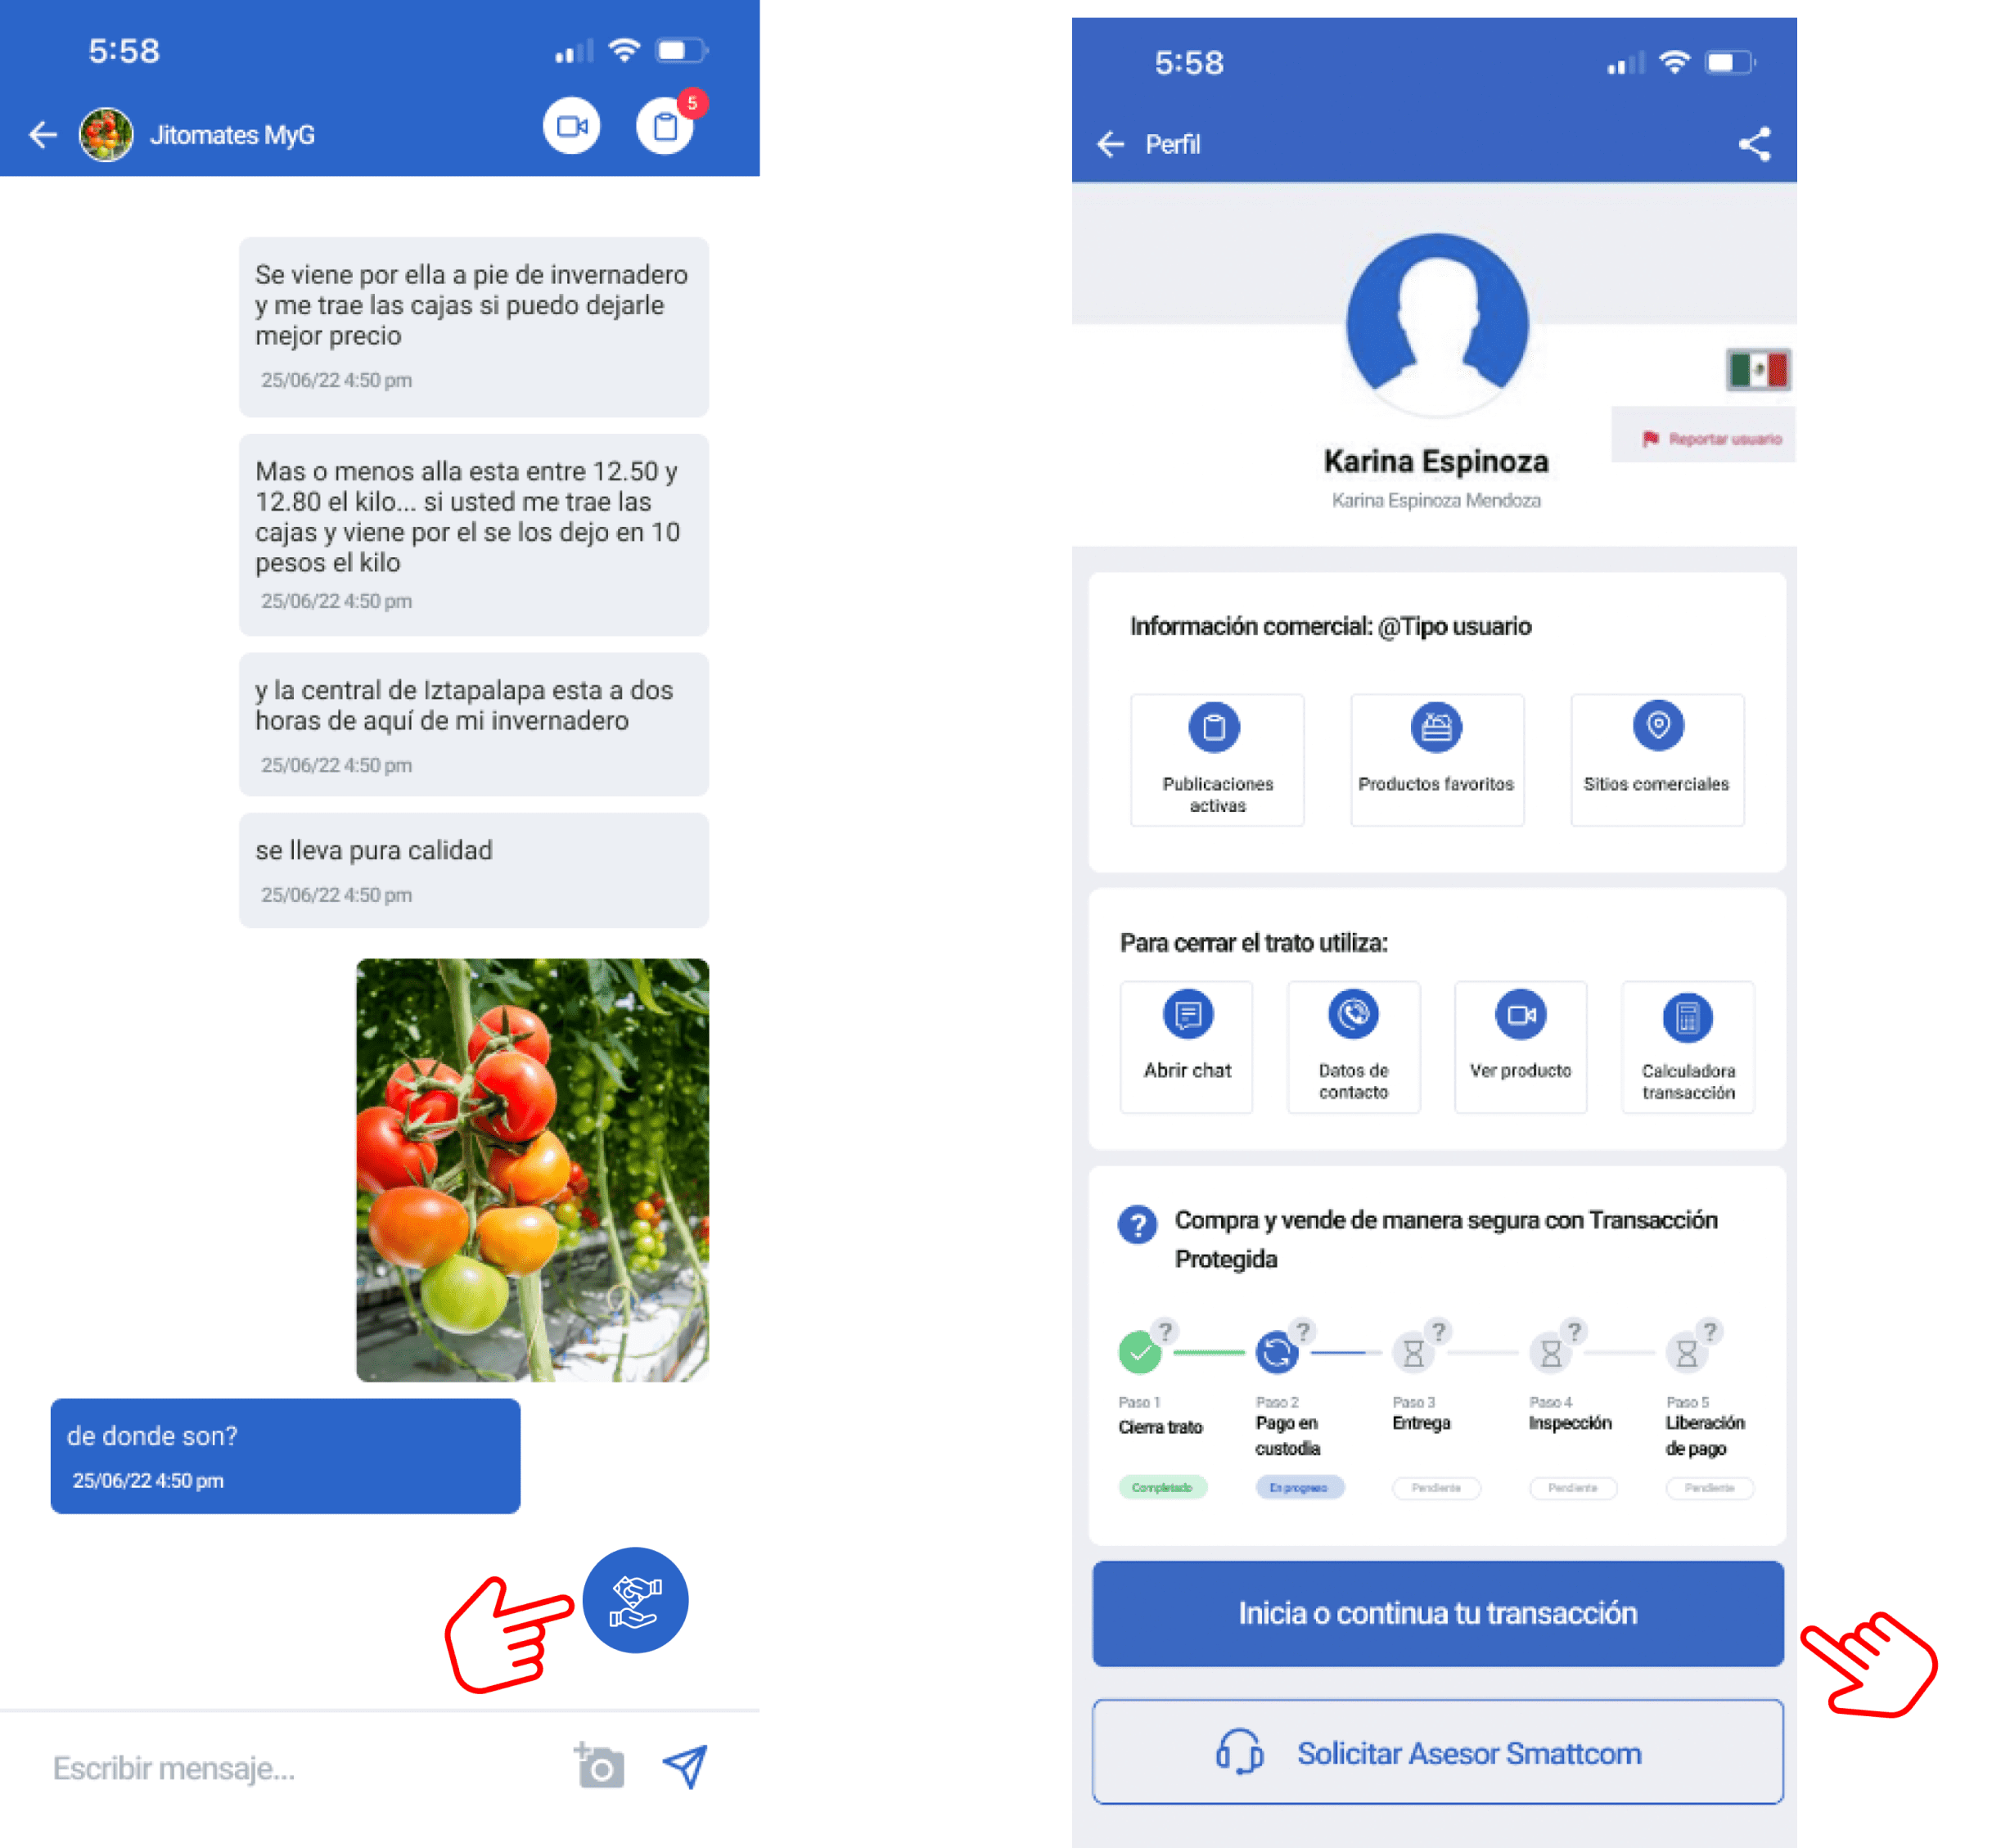 5:58
5
Jitomates MyG
Se viene por ella a pie de invernadero
y me trae las cajas si puedo dejarle
mejor precio
25/06/22 4:50 pm
Mas o menos alla esta entre 12.50 y
12.80 el kilo... si usted me trae las
cajas y viene por el se los dejo en 10
pesos el kilo
25/06/22 4:50 pm
y la central de Iztapalapa esta a dos
horas de aquí de mi invernadero
25/06/22 4:50 pm
se lleva pura calidad
25/06/22 4:50 pm
de donde son?
25/06/22 4:50 pm
Escribir mensaje...
5:58
Perfil
Reportar usuario
Karina Espinoza
Karina Espinoza Mendoza
Información comercial: @Tipo usuario
Publicaciones
activas
Productos favoritos
Sitios comerciales
Para cerrar el trato utiliza:
Abrir chat
Datos de
contacto
Ver producto
Calculadora
transacción
? Compra y vende de manera segura con Transacción
Protegida
? ? ? ? ?
Paso 1
Cierra trato
Completado
Paso 2
Pago en
custodia
En progreso
Paso 3
Entrega
Pendiente
Paso 4
Inspección
Pendiente
Paso 5
Liberación
de pago
Pendiente
Inicia o continua tu transacción
Solicitar Asesor Smattcom